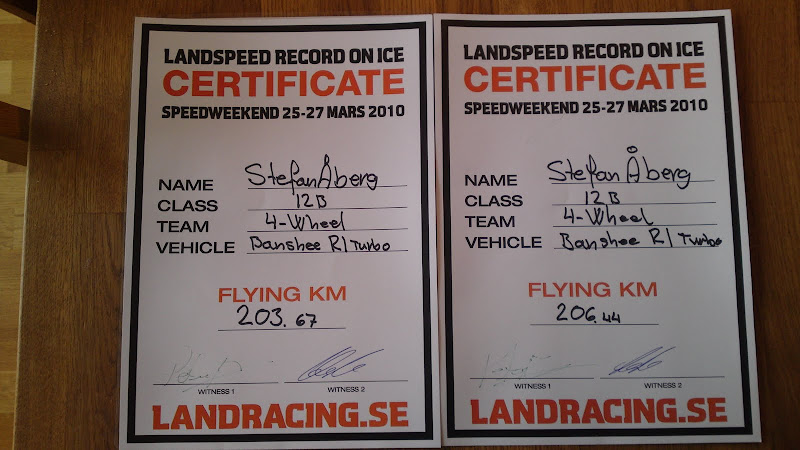 LANDSPEED RECORD ON ICE
CERTIFICATE
SPEEDWEEKEND 25-27 MARS 2010
NAME Stefan Åberg
CLASS 12B
TEAM 4-Wheel
VEHICLE Banshee R/Turbo
FLYING KM
203.67
WITNESS 1 WITNESS 2
LANDRACING.SE
LANDSPEED RECORD ON ICE
CERTIFICATE
SPEEDWEEKEND 25-27 MARS 2010
NAME Stefan Åberg
CLASS 12B
TEAM 4-Wheel
VEHICLE Banshee R/Turbo
FLYING KM
206.44
WITNESS 1 WITNESS 2
LANDRACING.SE